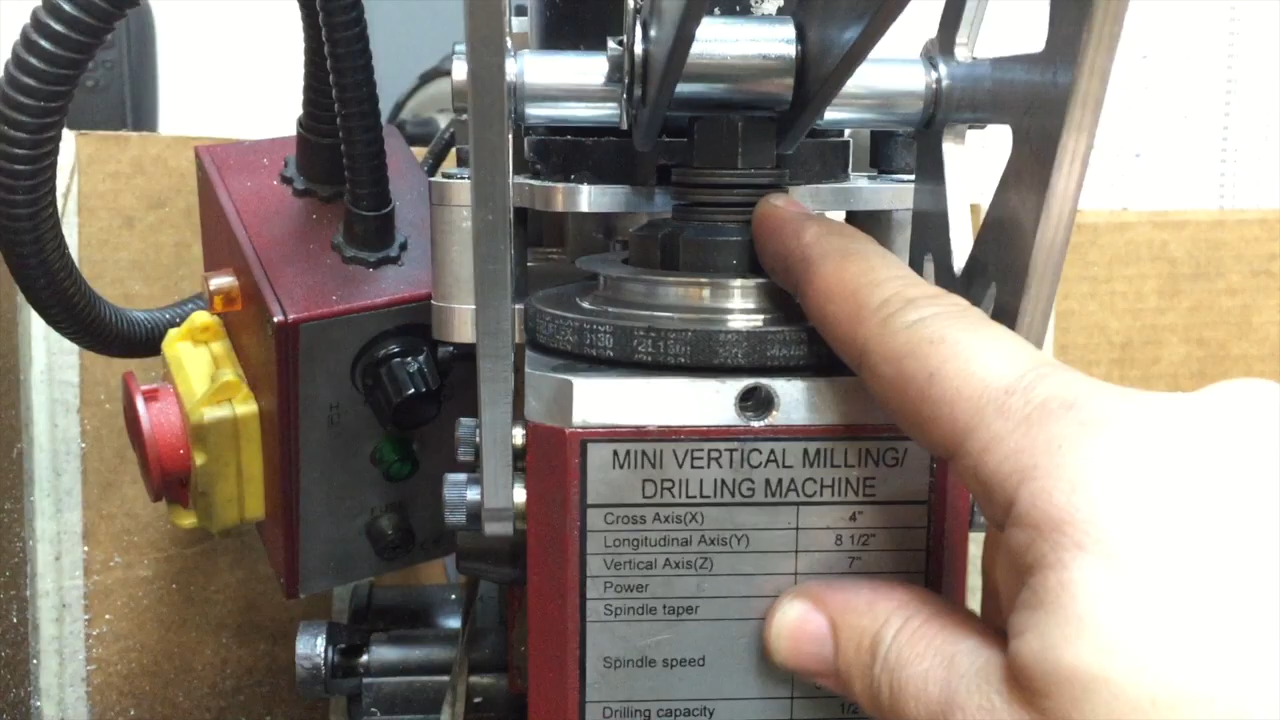 0130
MINI VERTICAL MILLING/
DRILLING MACHINE
Cross Axis(X) 4"
Longitudinal Axis(Y) 8 1/2"
Vertical Axis(Z) 7"
Power
Spindle taper
Spindle speed
Drilling capacity